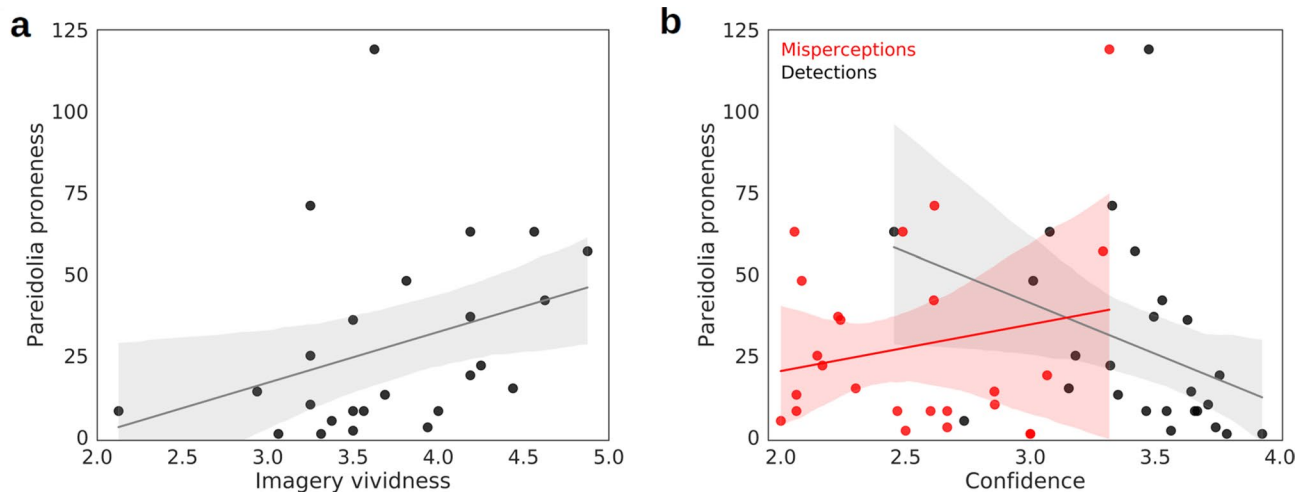 a
125
100
75
50
25
0
Pareidolia proneness
2.0 2.5 3.0 3.5 4.0 4.5 5.0
Imagery vividness
b
125
100
75
50
25
0
Pareidolia proneness
Misperceptions
Detections
2.0 2.5 3.0 3.5 4.0
Confidence